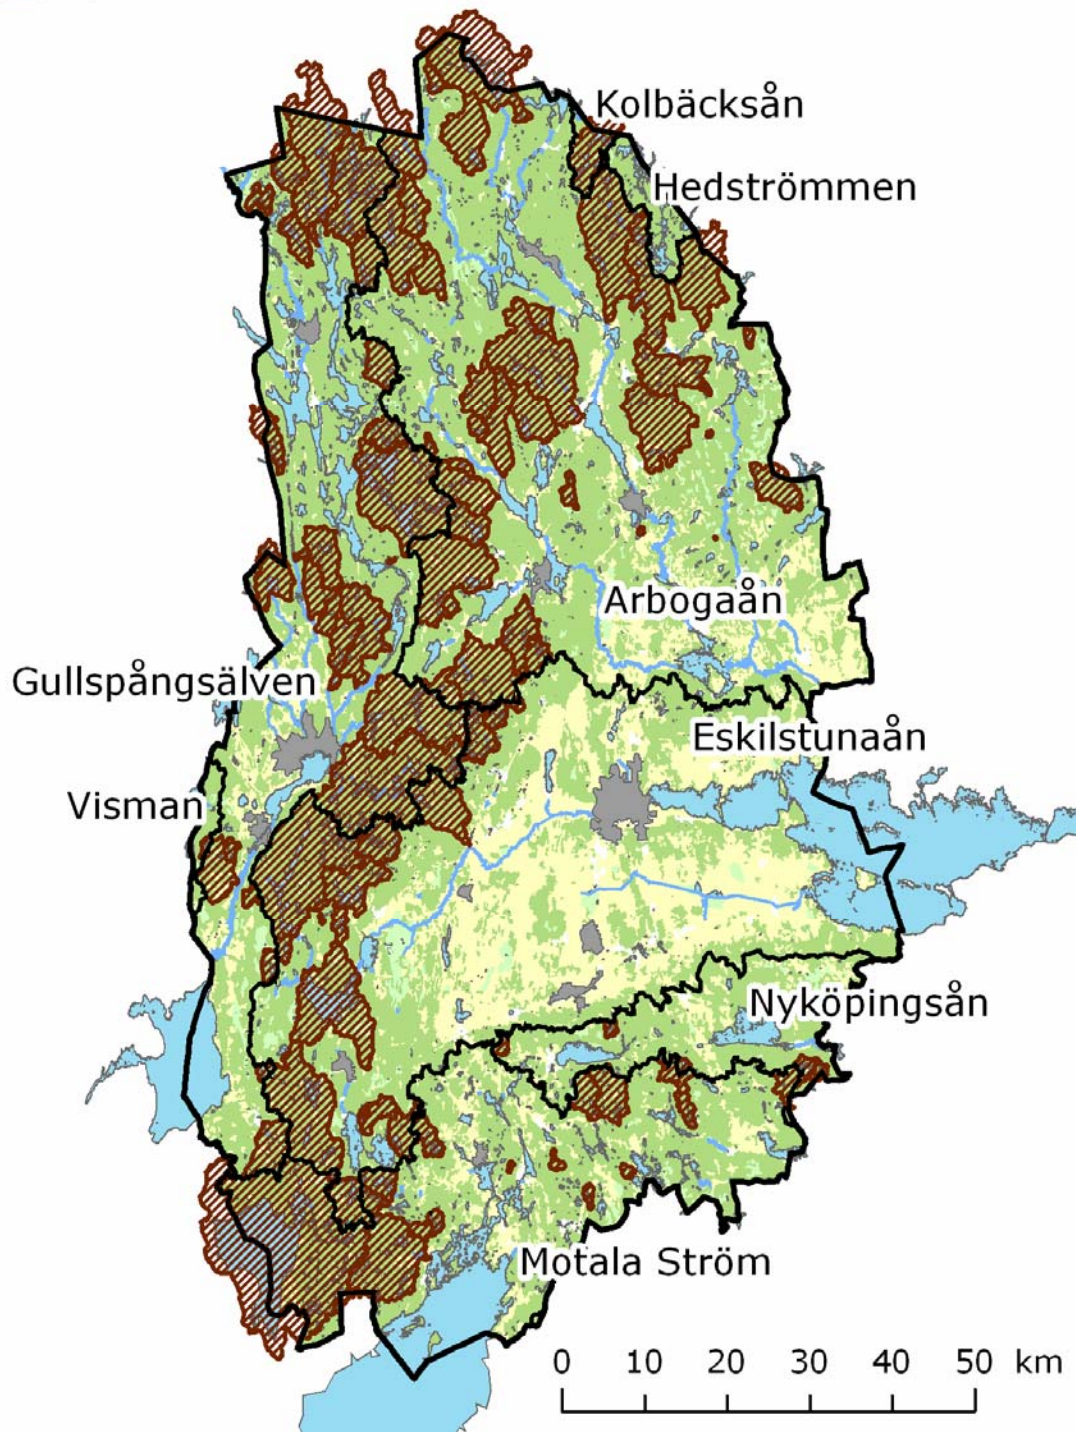 Kolbäcksån
Hedströmmen
Arbogaån
Gullspångsälven
Eskilstunaån
Visman
Nyköpingsån
Motala Ström
0 10 20 30 40 50 km